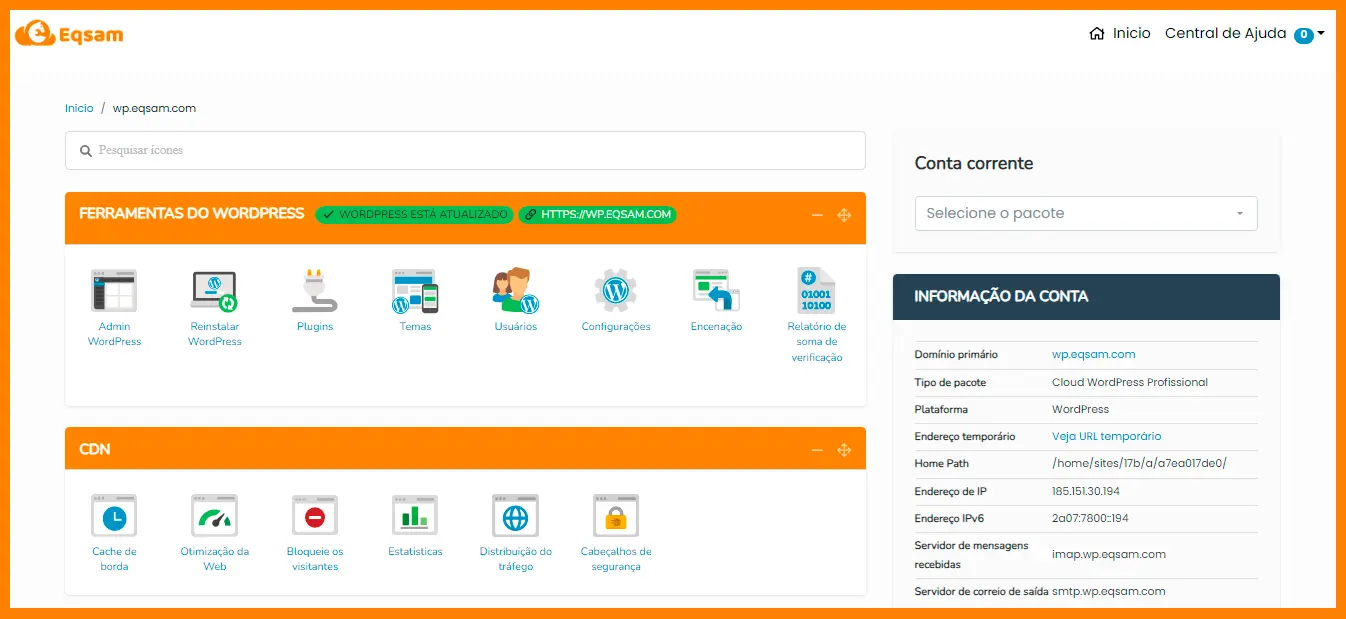 Eqsam
Inicio Central de Ajuda 0
Inicio / wp.eqsam.com
Pesquisar ícones
FERRAMENTAS DO WORDPRESS WORDPRESS ESTÁ ATUALIZADO HTTPS://WP.EQSAM.COM
Admin
WordPress
Reinstalar
WordPress
Plugins
Temas
Usuários
Configurações
Encenação
#
01001
10100
Relatório de
soma de
verificação
CDN
Cache de
borda
Otimização da
Web
Bloqueie os
visitantes
Estatisticas
Distribuição do
tráfego
Cabeçalhos de
segurança
Conta corrente
Selecione o pacote
INFORMAÇÃO DA CONTA
Domínio primário wp.eqsam.com
Tipo de pacote Cloud WordPress Profissional
Plataforma WordPress
Endereço temporário Veja URL temporário
Home Path /home/sites/17b/a/a7ea017de0/
Endereço de IP 185.151.30.194
Endereço IPv6 2a07:7800::194
Servidor de mensagens
recebidas imap.wp.eqsam.com
Servidor de correio de saída smtp.wp.eqsam.com